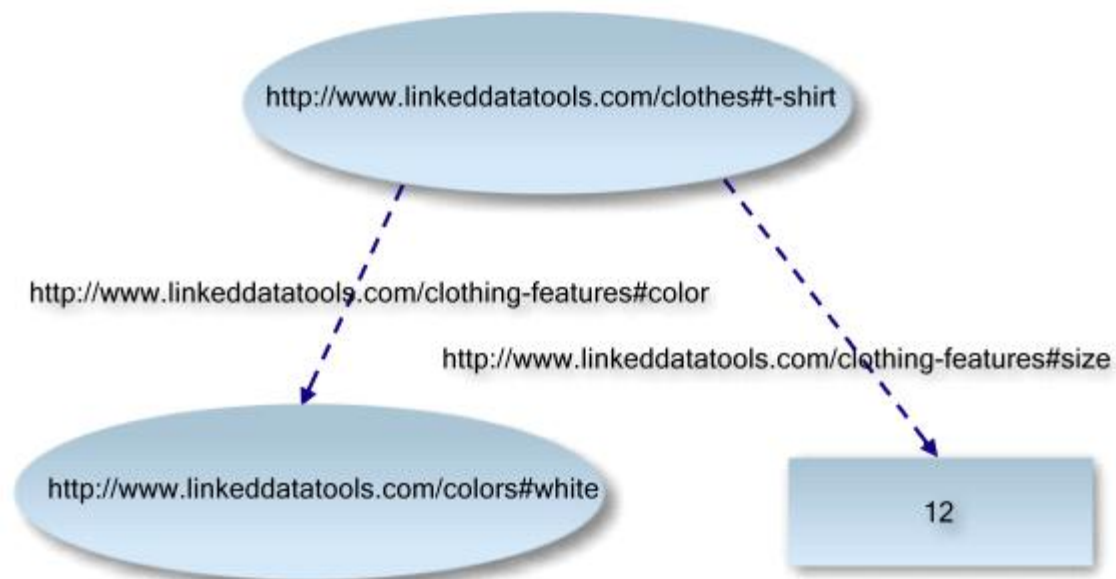 http://www.linkeddatatools.com/clothes#t-shirt
http://www.linkeddatatools.com/clothing-features#color
http://www.linkeddatatools.com/clothing-features#size
http://www.linkeddatatools.com/colors#white
12